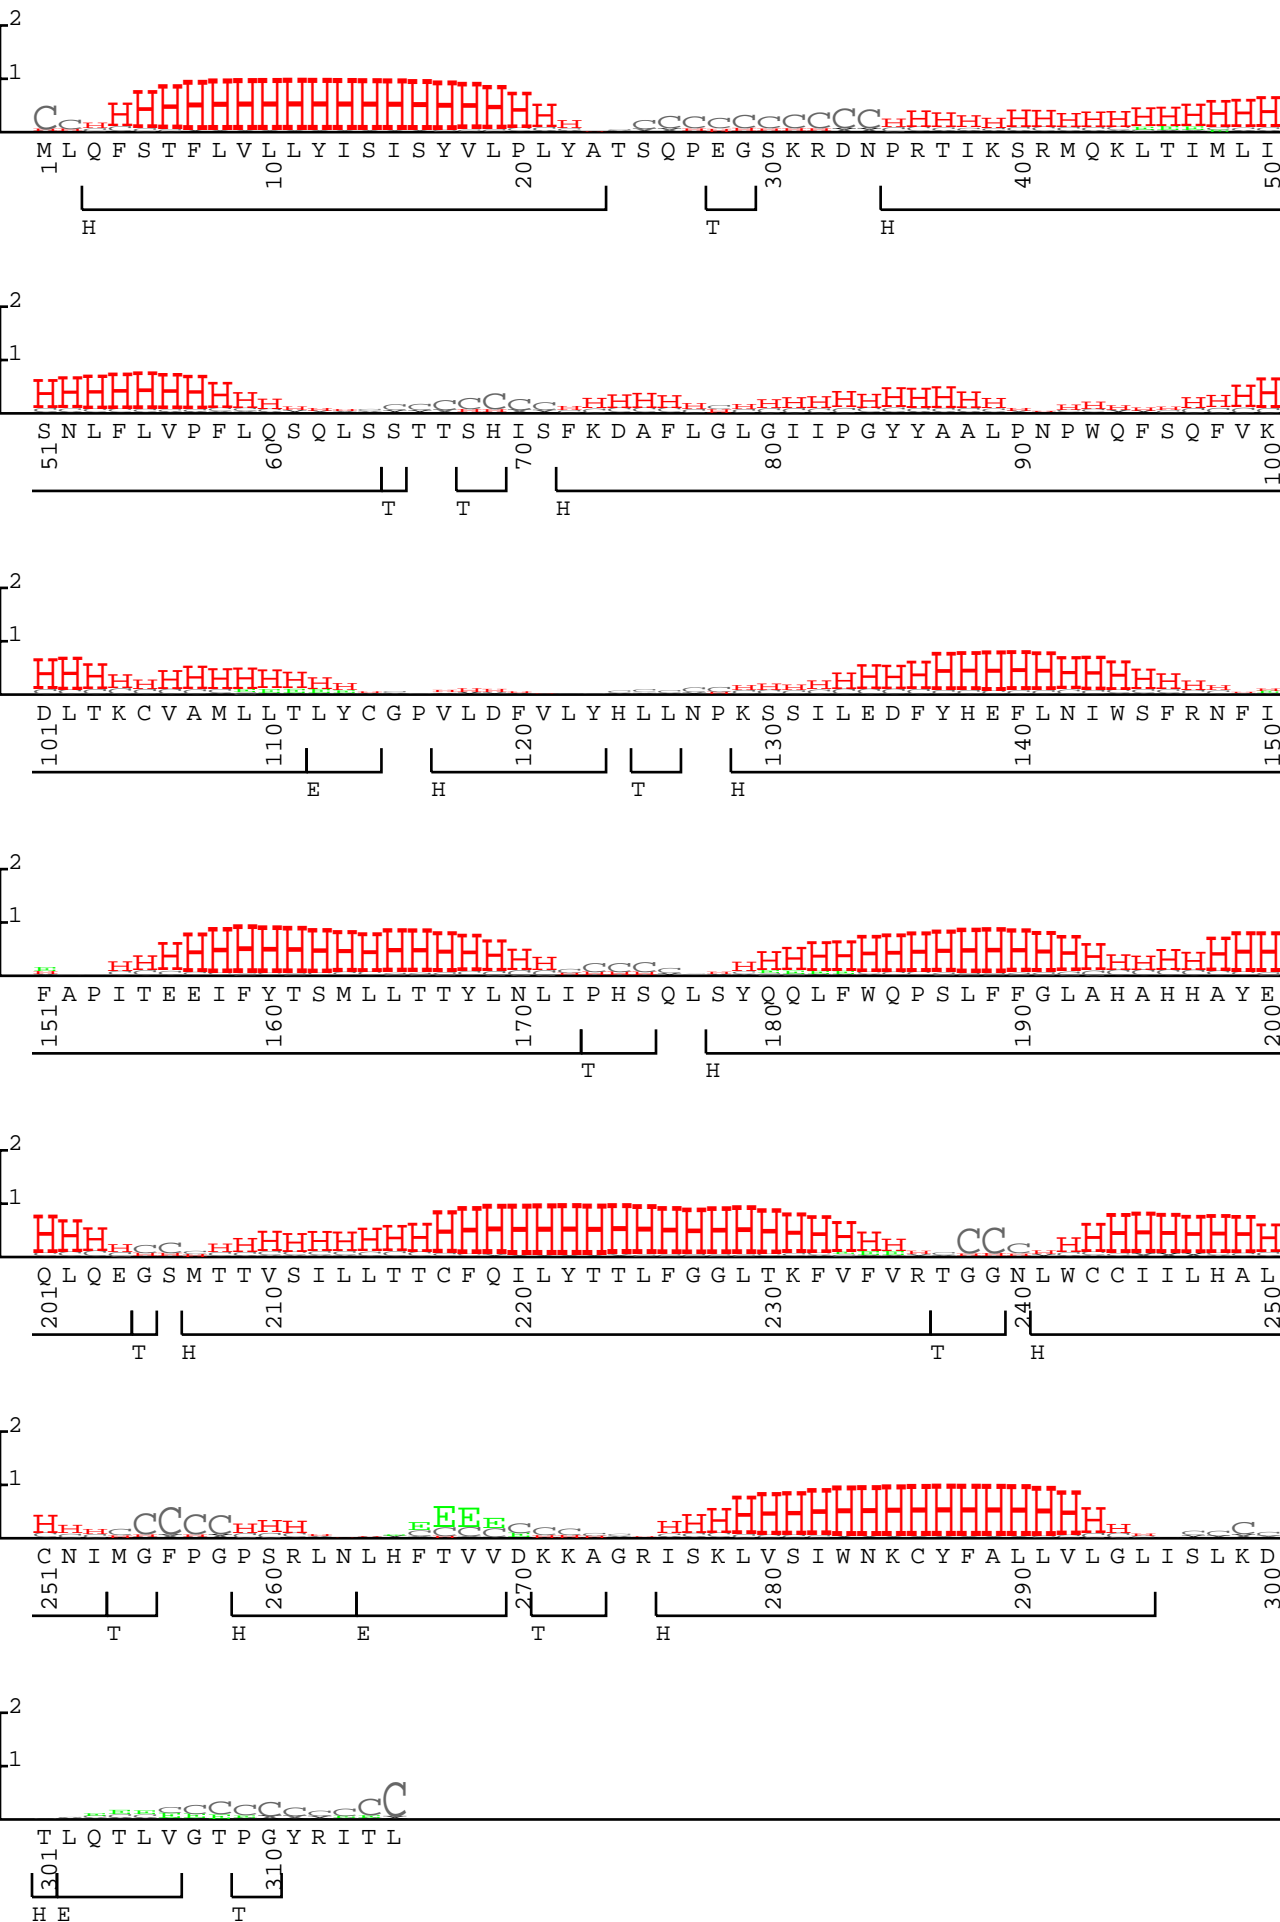 2
1
M L Q F S T F L V L L Y I S I S Y V L P L Y A T S Q P E G S K R D N P R T I K S R M Q K L T I M L I
1 10 20 30 40 50
H T H
2
1
S N L F L V P F L Q S Q L S S T T S H I S F K D A F L G L G I I P G Y Y A A L P N P W Q F S Q F V K
51 60 70 80 90 100
T T H
2
1
D L T K C V A M L L T L Y C G P V L D F V L Y H L L N P K S S I L E D F Y H E F L N I W S F R N F I
101 110 120 130 140 150
E H T H
2
1
F A P I T E E I F Y T S M L L T T Y L N L I P H S Q L S Y Q Q L F W Q P S L F F G L A H A H H A Y E
151 160 170 180 190 200
T H
2
1
Q L Q E G S M T T V S I L L T T C F Q I L Y T T L F G G L T K F V F V R T G G N L W C C I I L H A L
201 210 220 230 240 250
T H T H
2
1
C N I M G F P G P S R L N L H F T V V D K K A G R I S K L V S I W N K C Y F A L L V L G L I S L K D
251 260 270 280 290 300
T H E T H
2
1
T L Q T L V G T P G Y R I T L
301 310
H E T